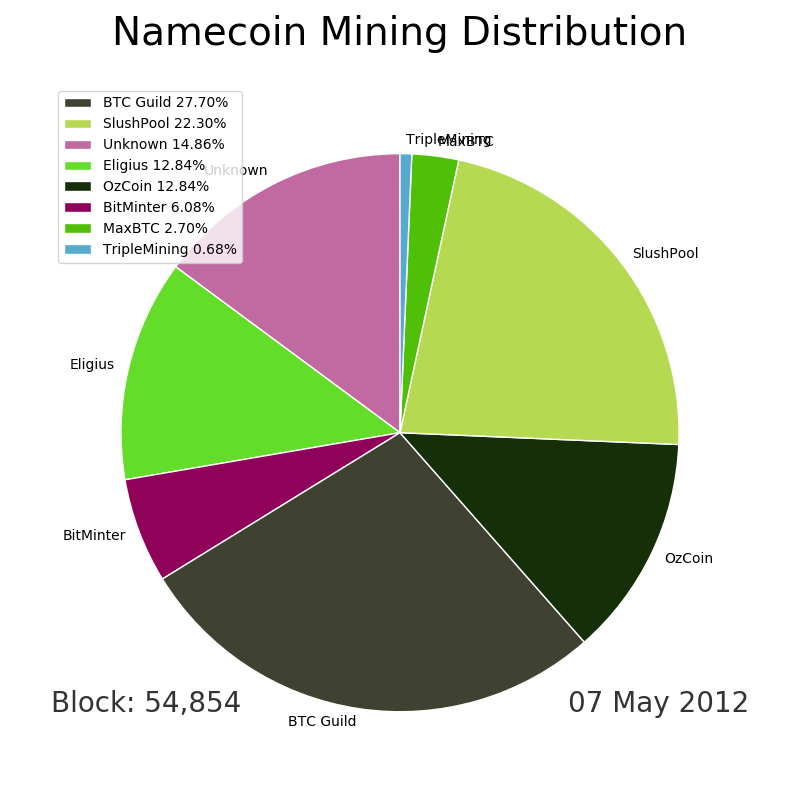 Namecoin Mining Distribution
BTC Guild 27.70%
SlushPool 22.30%
Unknown 14.86%
Eligius 12.84%
OzCoin 12.84%
BitMinter 6.08%
MaxBTC 2.70%
TripleMining 0.68%
TripleMining
MaxBTC
Unknown
SlushPool
Eligius
BitMinter
OzCoin
BTC Guild
Block: 54,854
07 May 2012